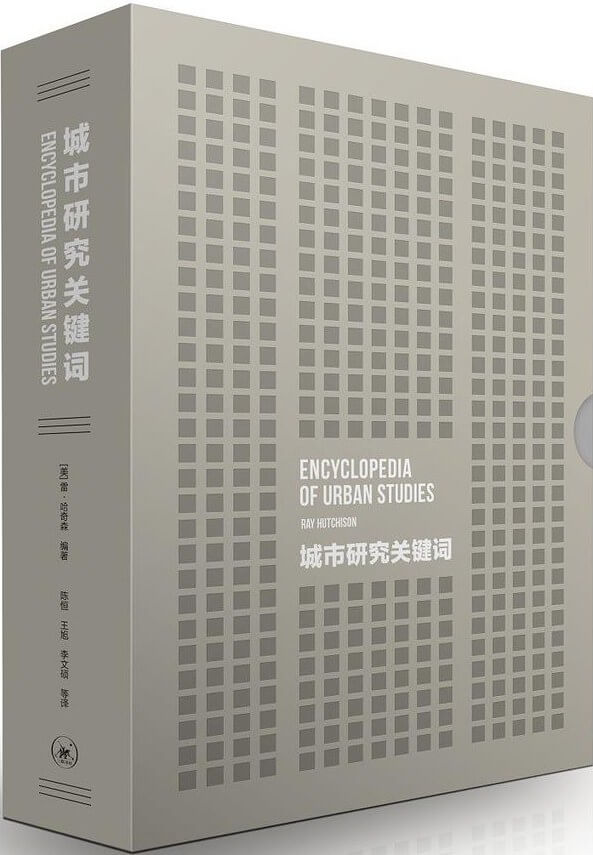 城市研究关键词
ENCYCLOPEDIA OF URBAN STUDIES
[美] 雷·哈奇森 编著
陈恒 王旭 李文硕 等译
ENCYCLOPEDIA
OF URBAN STUDIES
RAY HUTCHISON
城市研究关键词